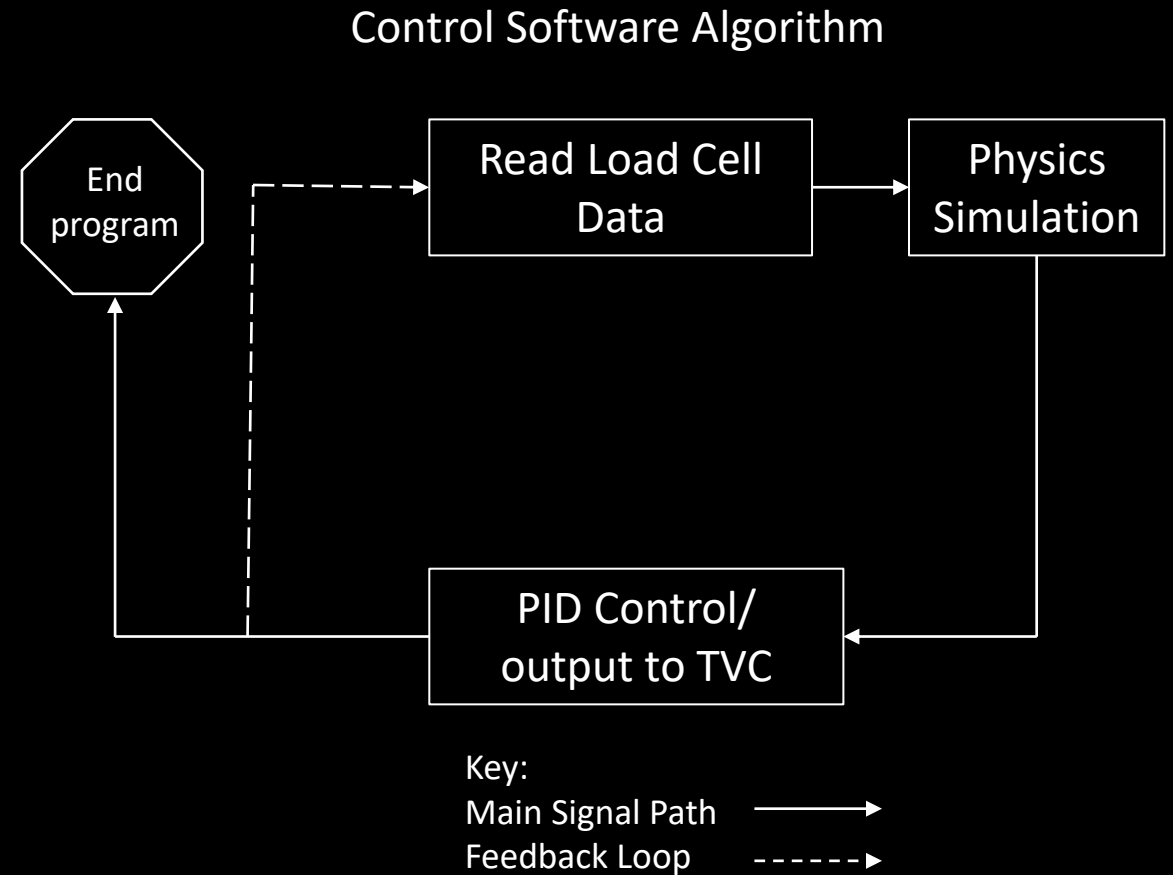 Control Software Algorithm
End
program
Read Load Cell
Data
Physics
Simulation
PID Control/
output to TVC
Key:
Main Signal Path
Feedback Loop